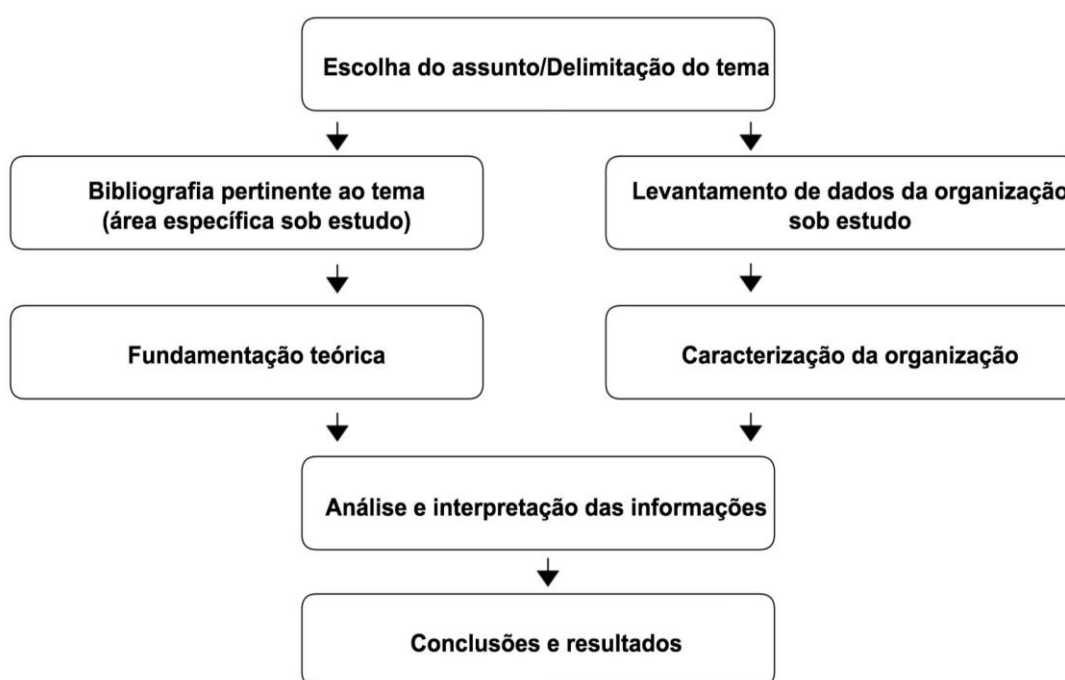 Escolha do assunto/Delimitação do tema
Bibliografia pertinente ao tema
(área específica sob estudo)
Levantamento de dados da organização
sob estudo
Fundamentação teórica
Caracterização da organização
Análise e interpretação das informações
Conclusões e resultados